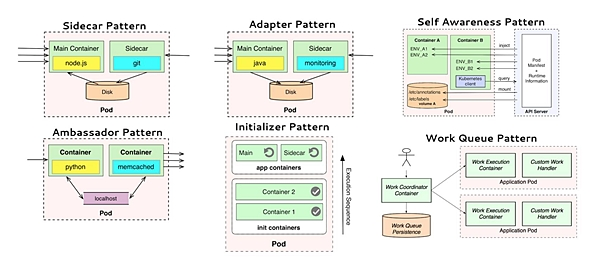 Sidecar Pattern
Main Container
Sidecar
node.js
git
Disk
Pod
Adapter Pattern
Main Container
Sidecar
java
monitoring
Disk
Pod
Self Awareness Pattern
Container A
Container B
ENV_A1
ENV_A2
ENV_B1
ENV_B2
Kubernetes
client
/etc/annotations
/etc/labels
volume A
Pod
inject
query
mount
Pod
Manifest
+
Runtime
Information
API Server
Ambassador Pattern
Container
Container
python
memcached
localhost
Pod
Initializer Pattern
Main
Sidecar
app containers
Container 2
Container 1
init containers
Pod
Execution Sequence
Work Queue Pattern
Work Coordinator
Container
Work Queue
Persistence
Work Execution
Container
Custom Work
Handler
Application Pod
Work Execution
Container
Custom Work
Handler
Application Pod